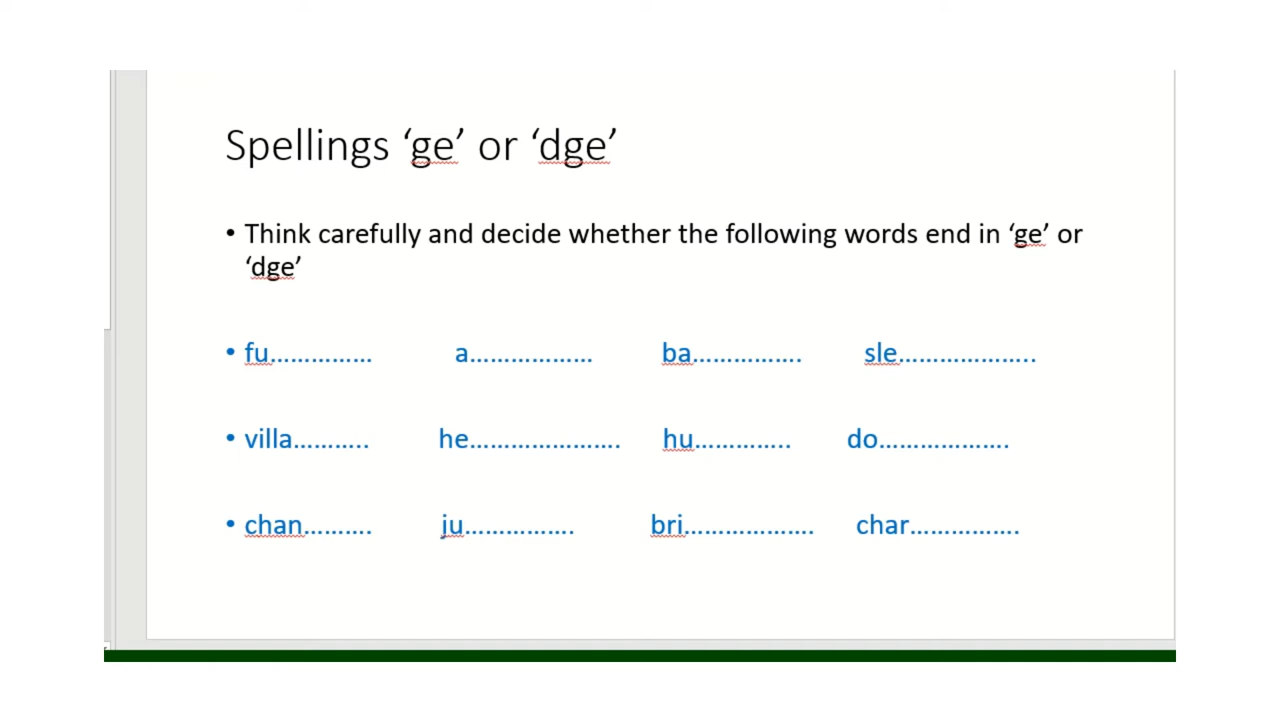 Spellings ‘ge’ or ‘dge’
• Think carefully and decide whether the following words end in ‘ge’ or
‘dge’
• fu…………… a……………… ba……………. sle………………..
• villa……….. he…………………. hu………….. do……………….
• chan………. ju……………. bri………………. char…………….